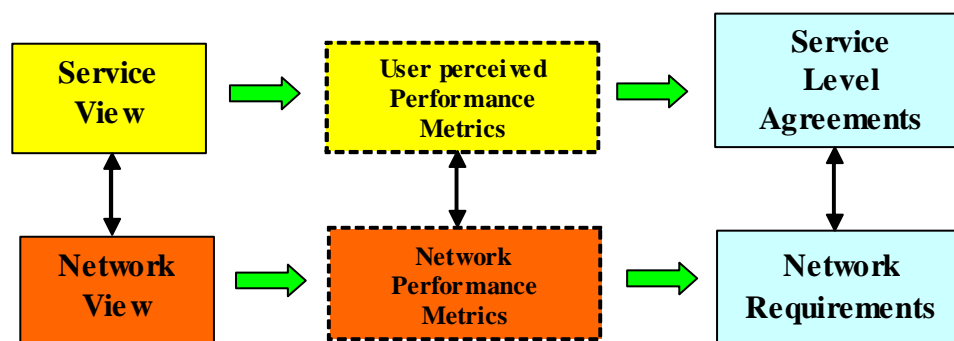 Service
View
User perceived
Performance
Metrics
Service
Level
Agreements
Network
View
Network
Performance
Metrics
Network
Requirements